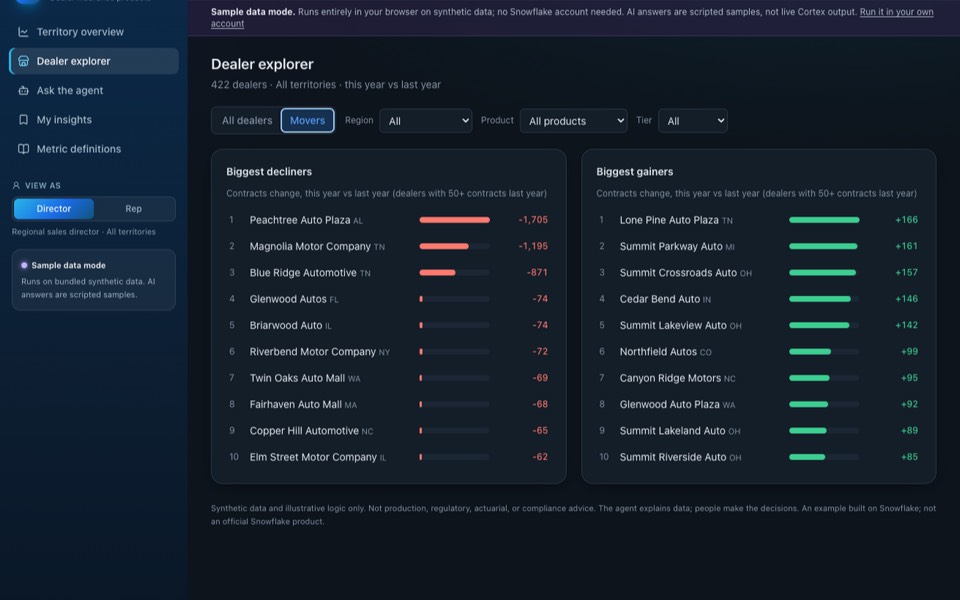 Territory overview
Dealer explorer
Ask the agent
My insights
Metric definitions
VIEW AS
Director
Rep
Regional sales director · All territories
Sample data mode
Runs on bundled synthetic data. AI
answers are scripted samples.
Sample data mode. Runs entirely in your browser on synthetic data; no Snowflake account needed. AI answers are scripted samples, not live Cortex output. Run it in your own
account
Dealer explorer
422 dealers · All territories · this year vs last year
All dealers
Movers
Region
All
Product
All products
Tier
All
Biggest decliners
Contracts change, this year vs last year (dealers with 50+ contracts last year)
1 Peachtree Auto Plaza AL -1,705
2 Magnolia Motor Company TN -1,195
3 Blue Ridge Automotive TN -871
4 Glenwood Autos FL -74
5 Briarwood Auto IL -74
6 Riverbend Motor Company NY -72
7 Twin Oaks Auto Mall WA -69
8 Fairhaven Auto Mall MA -68
9 Copper Hill Automotive NC -65
10 Elm Street Motor Company IL -62
Biggest gainers
Contracts change, this year vs last year (dealers with 50+ contracts last year)
1 Lone Pine Auto Plaza TN +166
2 Summit Parkway Auto MI +161
3 Summit Crossroads Auto OH +157
4 Cedar Bend Auto IN +146
5 Summit Lakeview Auto OH +142
6 Northfield Autos CO +99
7 Canyon Ridge Motors NC +95
8 Glenwood Auto Plaza WA +92
9 Summit Lakeland Auto OH +89
10 Summit Riverside Auto OH +85
Synthetic data and illustrative logic only. Not production, regulatory, actuarial, or compliance advice. The agent explains data; people make the decisions. An example built on Snowflake; not
an official Snowflake product.